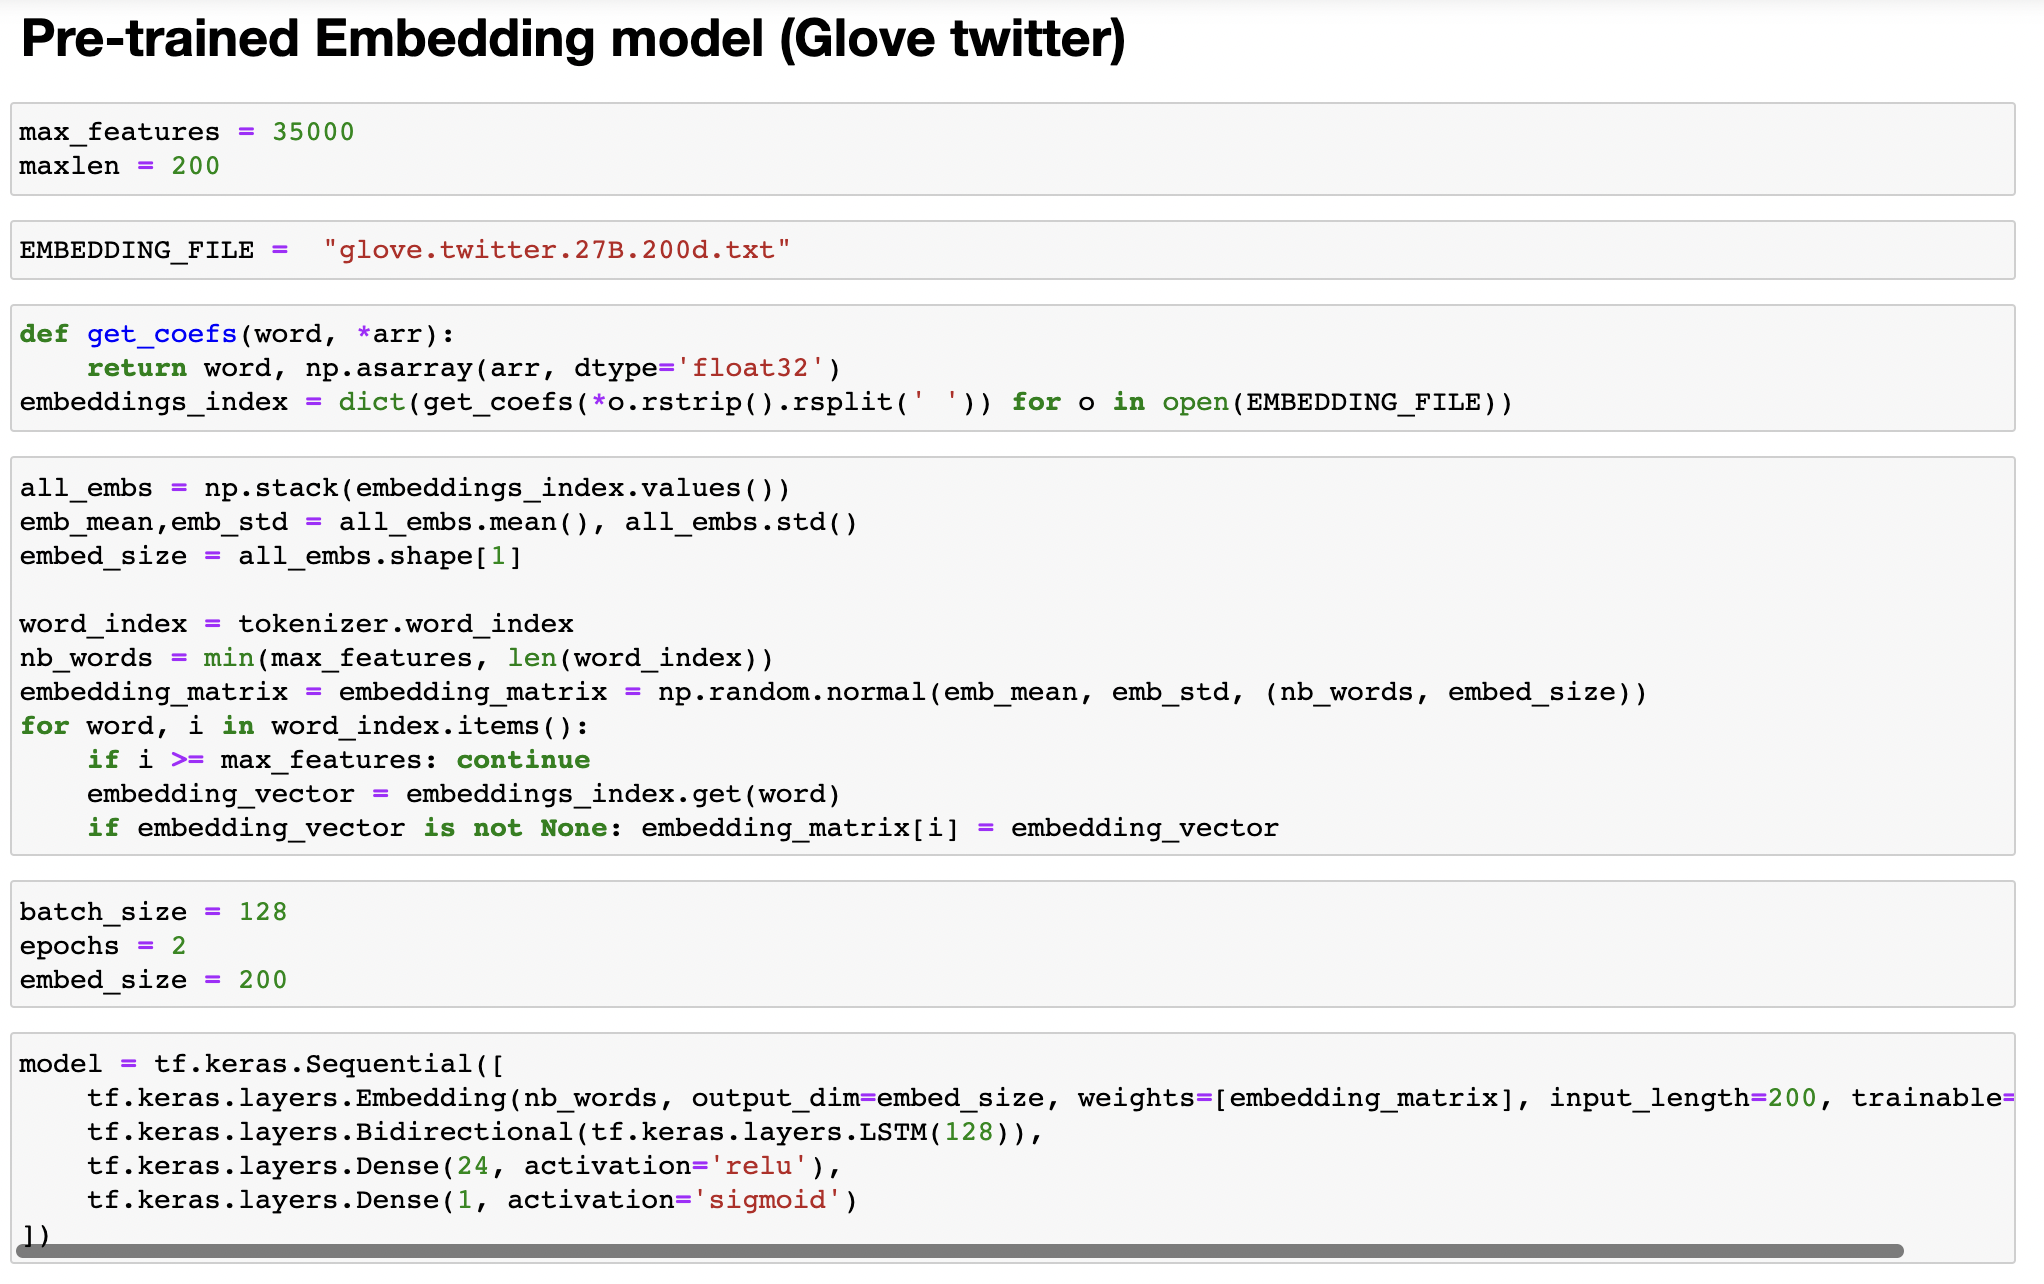 Pre-trained Embedding model (Glove twitter)
max_features = 35000
maxlen = 200
EMBEDDING_FILE =  "glove.twitter.27B.200d.txt"
def get_coefs(word, *arr):
    return word, np.asarray(arr, dtype='float32')
embeddings_index = dict(get_coefs(*o.rstrip().rsplit(' ')) for o in open(EMBEDDING_FILE))
all_embs = np.stack(embeddings_index.values())
emb_mean,emb_std = all_embs.mean(), all_embs.std()
embed_size = all_embs.shape[1]
word_index = tokenizer.word_index
nb_words = min(max_features, len(word_index))
embedding_matrix = embedding_matrix = np.random.normal(emb_mean, emb_std, (nb_words, embed_size))
for word, i in word_index.items():
    if i >= max_features: continue
    embedding_vector = embeddings_index.get(word)
    if embedding_vector is not None: embedding_matrix[i] = embedding_vector
batch_size = 128
epochs = 2
embed_size = 200
model = tf.keras.Sequential([
    tf.keras.layers.Embedding(nb_words, output_dim=embed_size, weights=[embedding_matrix], input_length=200, trainable=
    tf.keras.layers.Bidirectional(tf.keras.layers.LSTM(128)),
    tf.keras.layers.Dense(24, activation='relu'),
    tf.keras.layers.Dense(1, activation='sigmoid')
])